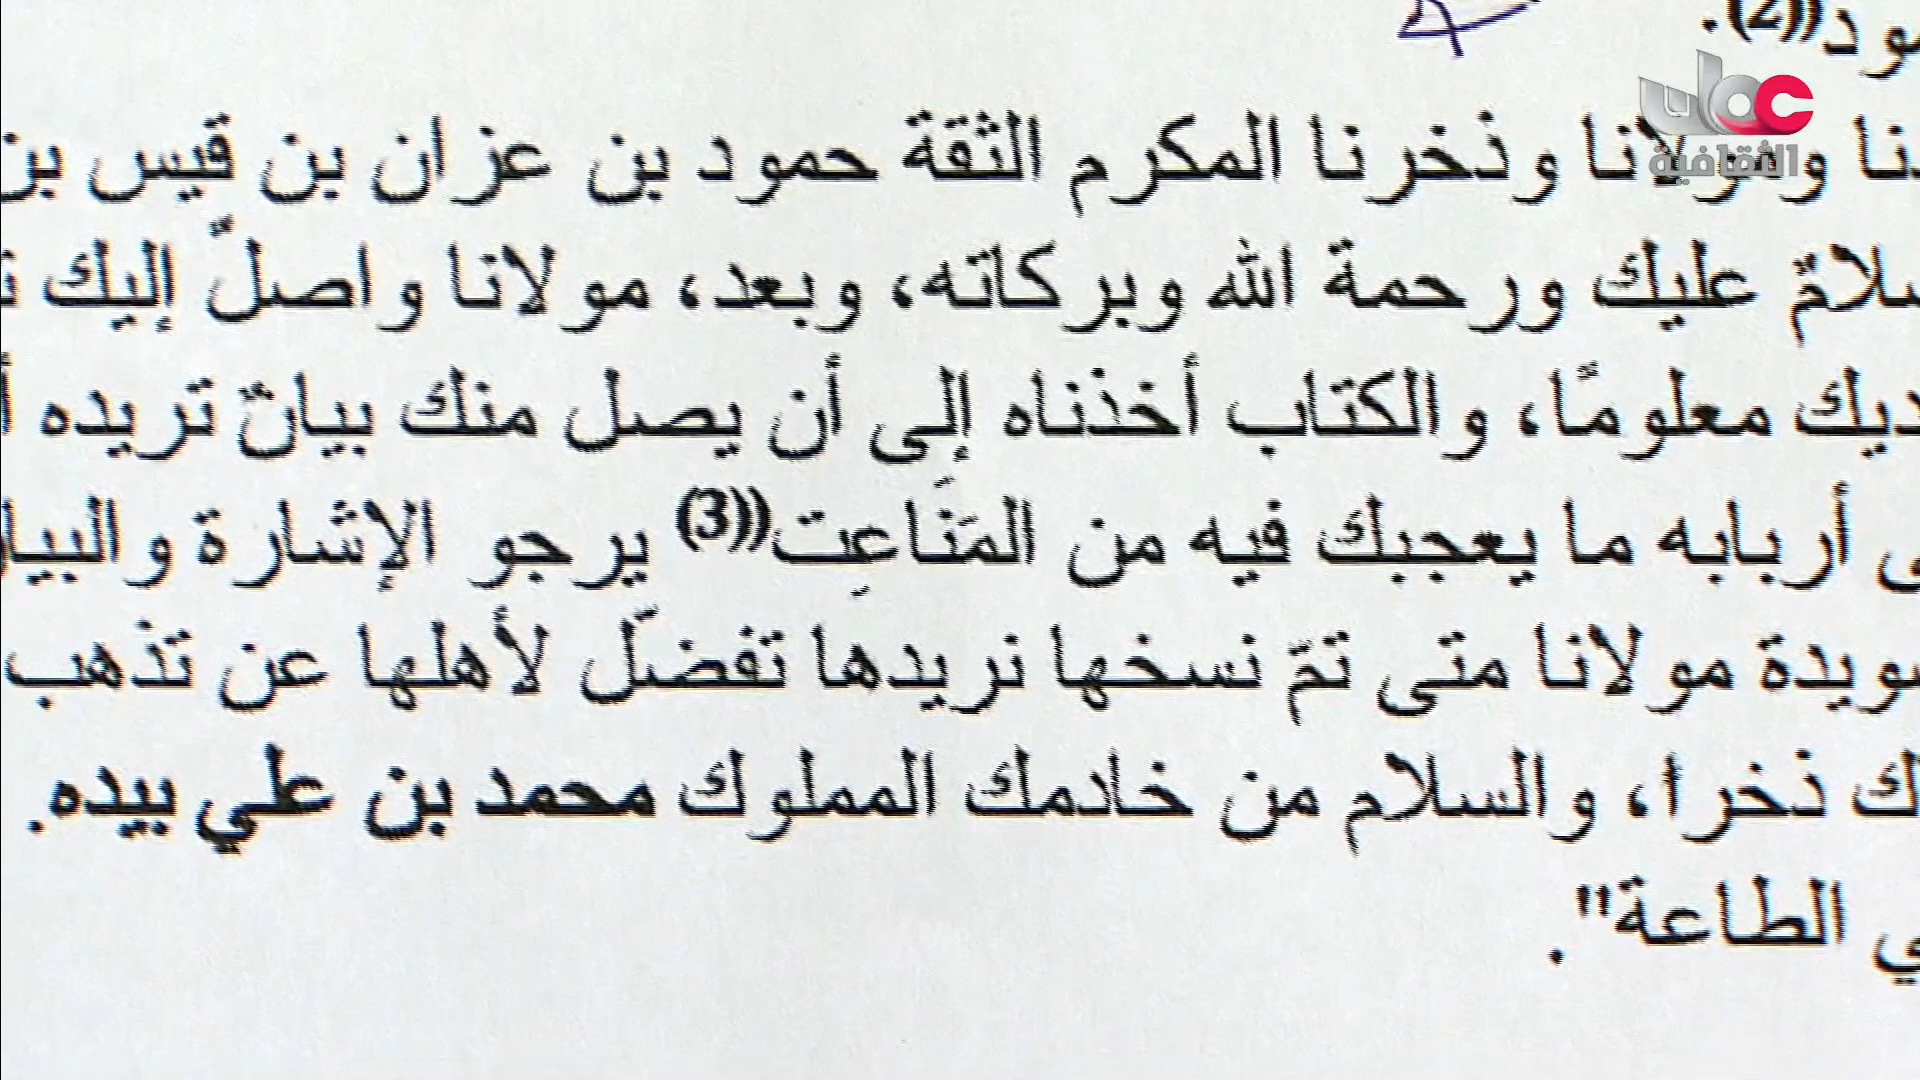 ود((2).
عمان
الثقافية
ومولانا وذخرنا المكرم الثقة حمود بن عزان بن قيس بن
سلامٌ عليك ورحمة الله وبركاته، وبعد، مولانا واصلٌ إليك
معلومًا، والكتاب أخذناه إلى أن يصل منك بيانٌ تريده
أربابه ما يعجبك فيه من المَنَاعِت((3) يرجو الإشارة والبيا
مولانا متى تمّ نسخها نريدها تفضّل لأهلها عن تذهب
ذخرا، والسلام من خادمك المملوك محمد بن علي بيده.
الطاعة".